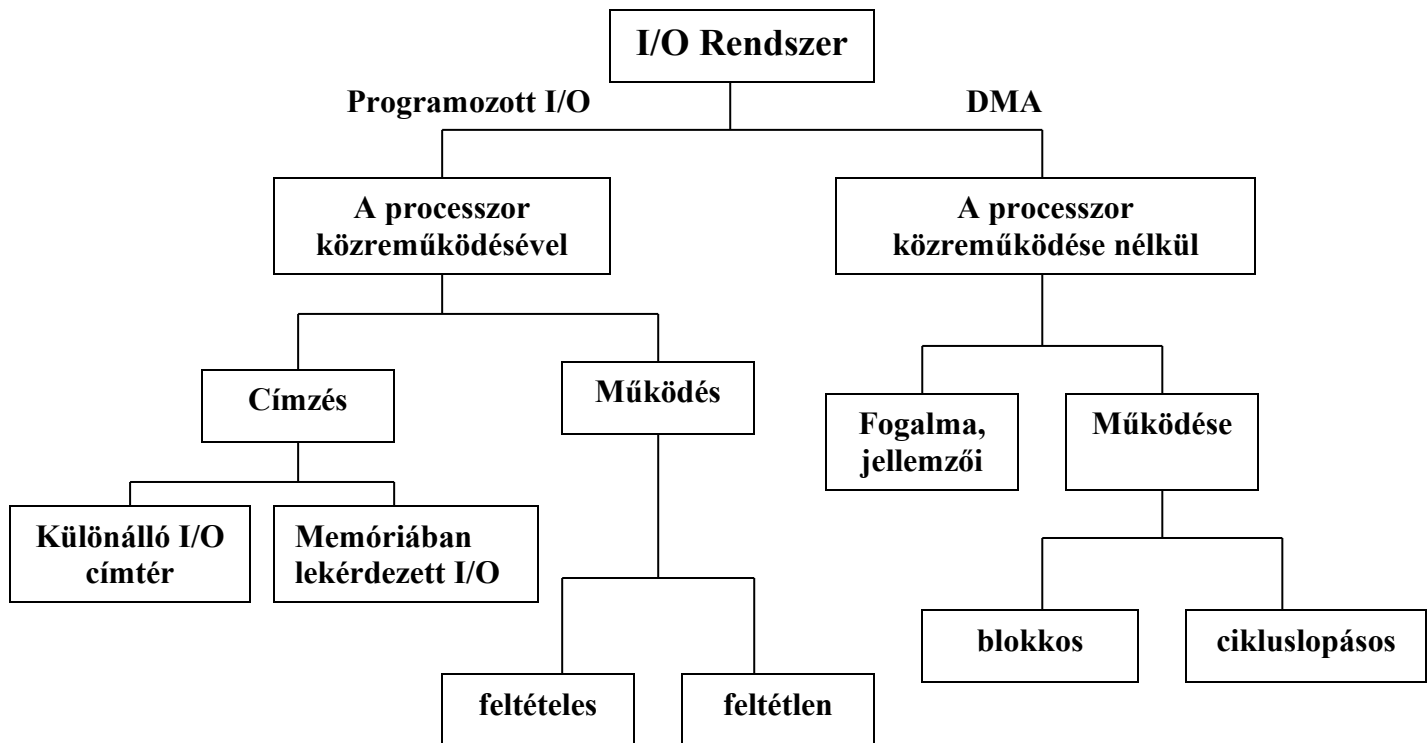 I/O Rendszer
Programozott I/O
DMA
A processzor
közreműködésével
A processzor
közreműködése nélkül
Címzés
Működés
Fogalma,
jellemzői
Működése
Különálló I/O
címtér
Memóriában
lekérdezett I/O
blokkos
cikluslopásos
feltételes
feltétlen